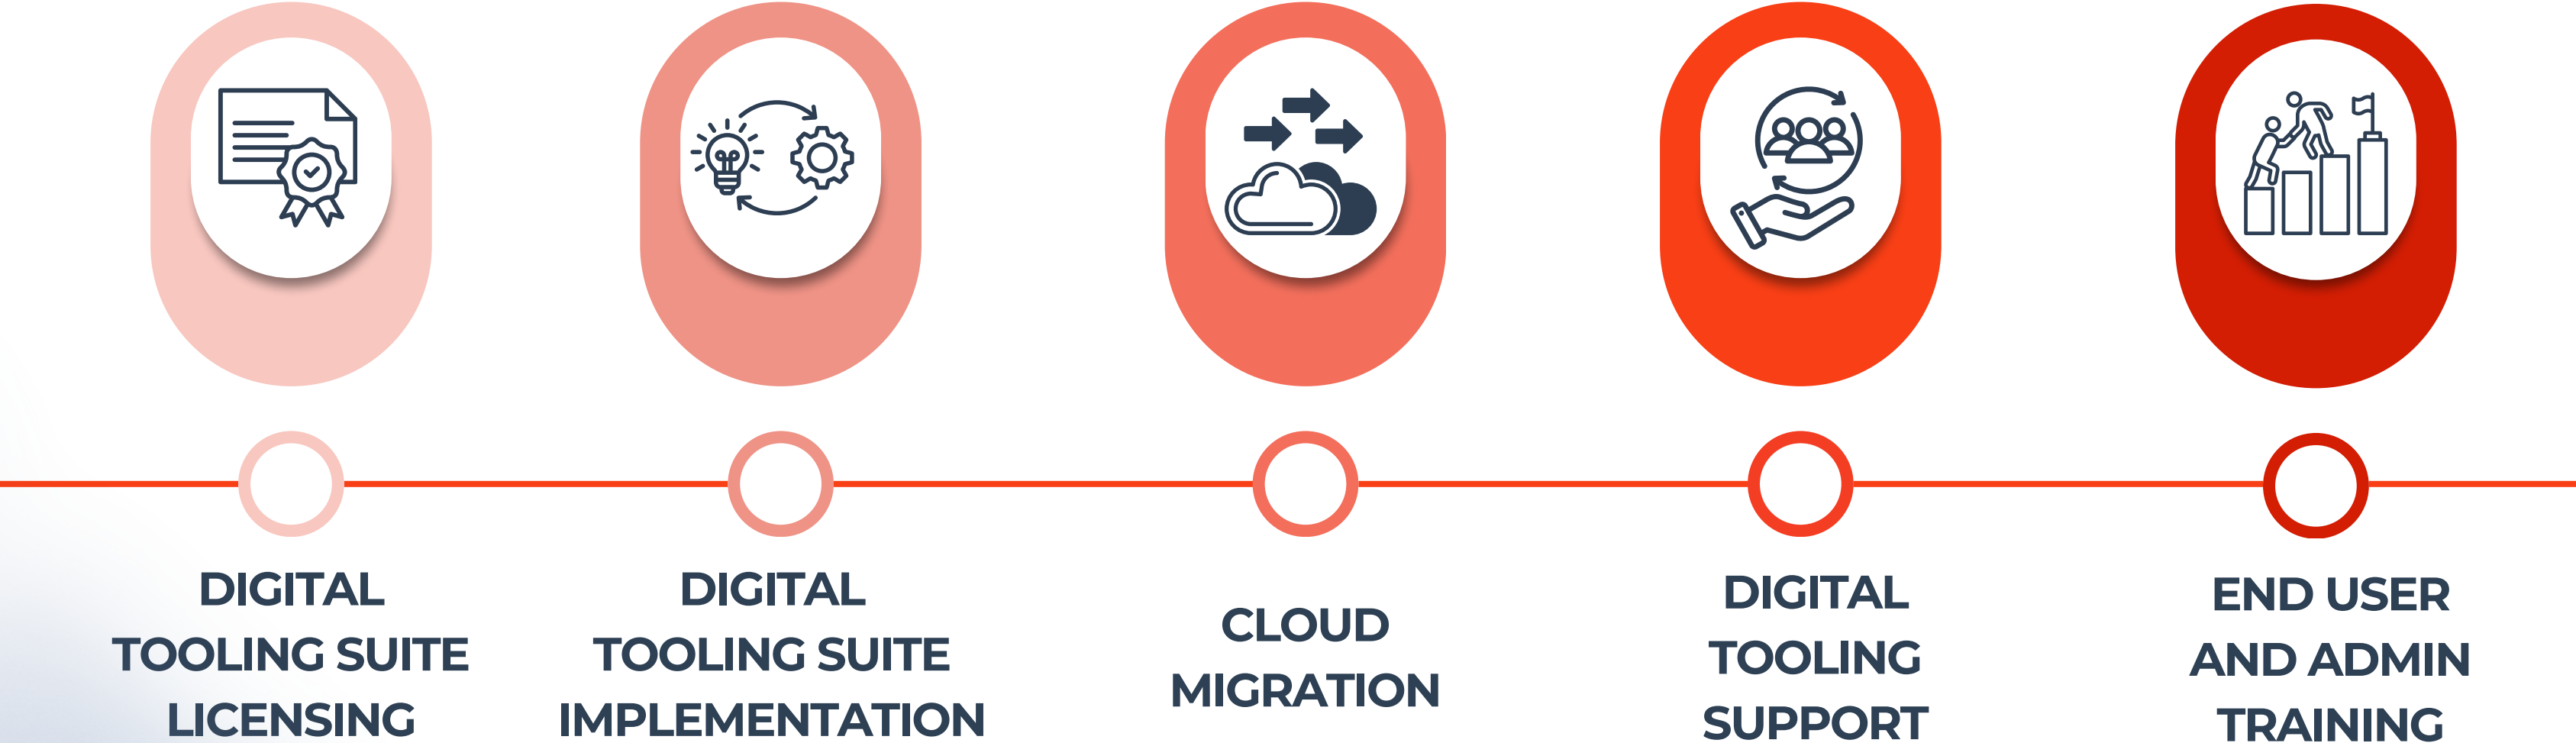 DIGITAL
TOOLING SUITE
LICENSING
DIGITAL
TOOLING SUITE
IMPLEMENTATION
CLOUD
MIGRATION
DIGITAL
TOOLING
SUPPORT
END USER
AND ADMIN
TRAINING